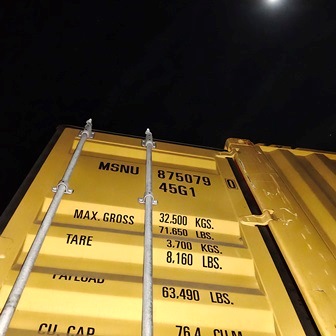 MSNU 875079 0
45G1
MAX. GROSS 32.500 KGS.
71.650 LBS.
TARE 3.700 KGS.
8.160 LBS.
PAYLOAD
63.490 LBS.
CU. CAP. 76.4 CU.M.